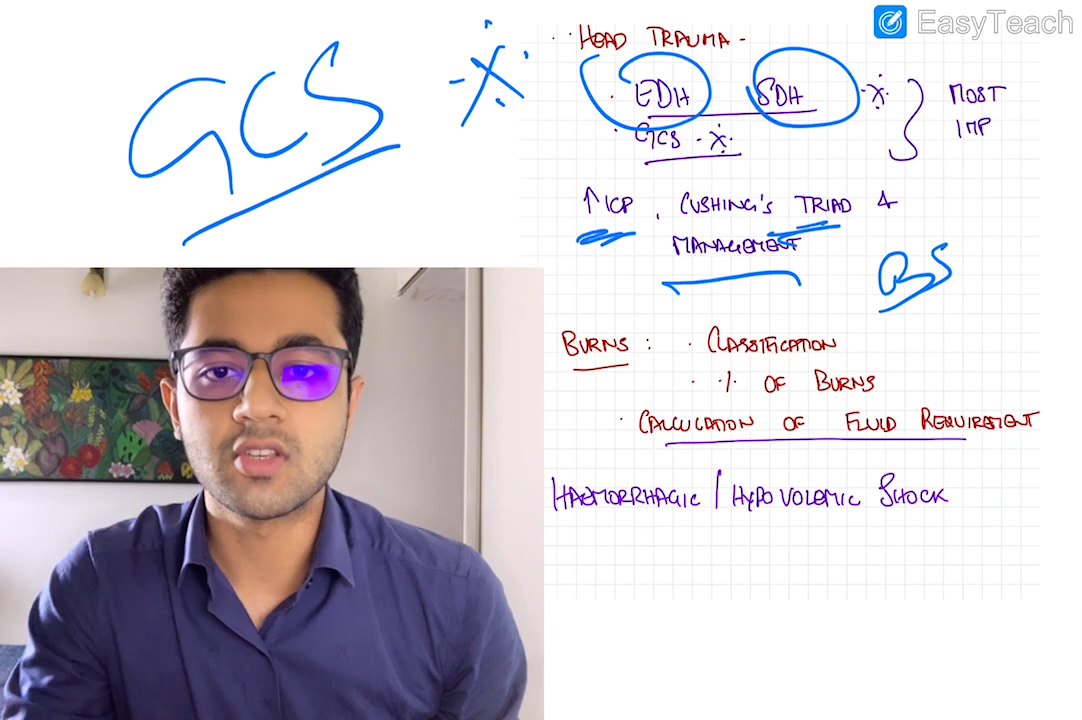 EasyTeach
GCS
HEAD TRAUMA -
EDH SDH } MOST IMP
GCS
↑ICP, CUSHING'S TRIAD &
MANAGEMENT
OBS
BURNS : · CLASSIFICATION
· % OF BURNS
· CALCULATION OF FLUID REQUIREMENT
HAEMORRHAGIC / HYPOVOLEMIC SHOCK